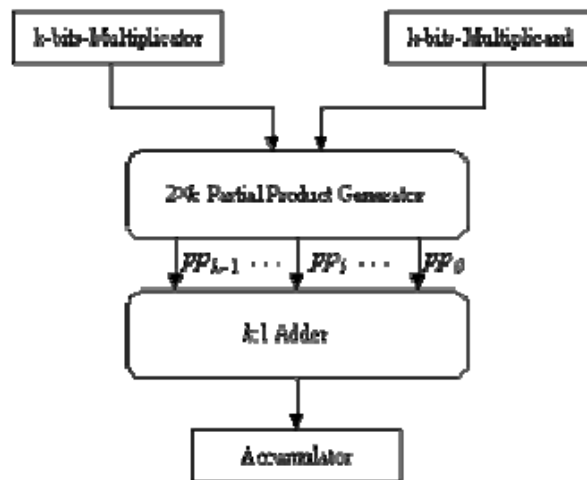 k-bits-Multiplicator
k-bits-Multiplicand
2×k Partial Product Generator
pp_{k-1} ··· pp_i ··· pp_0
k:1 Adder
Accumulator